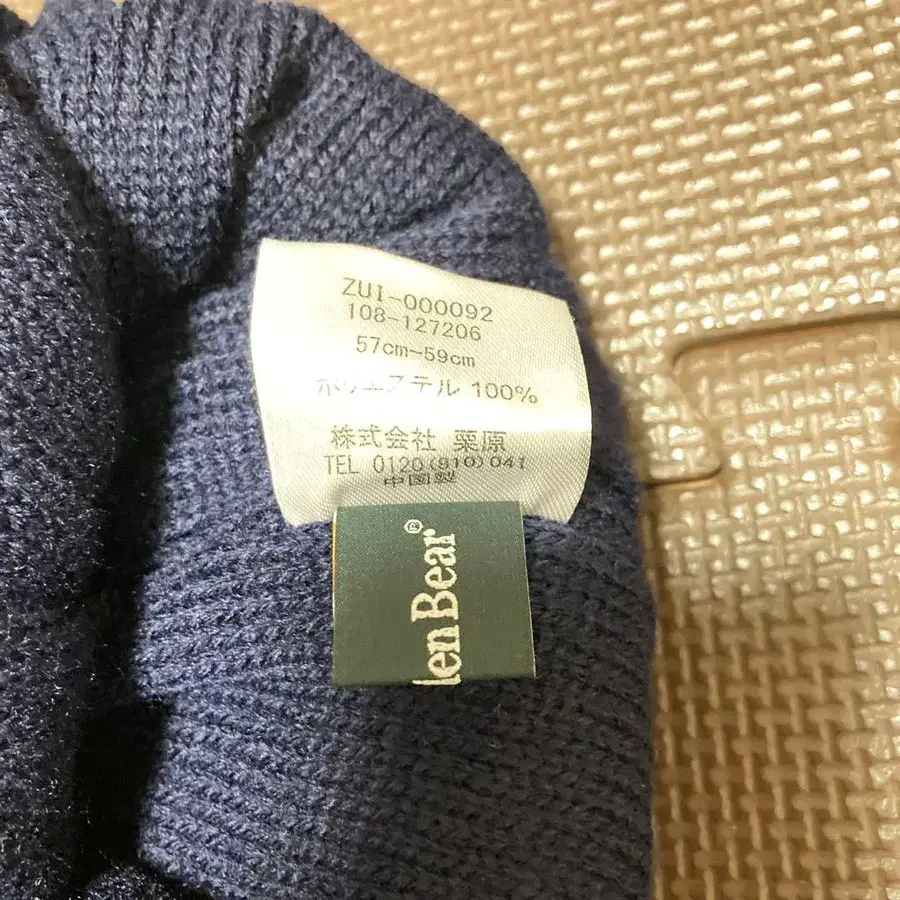 ZUI-000092
108-127206
57cm-59cm
ポリエステル 100%
株式会社 栗原
TEL 0120(810)041
中国製
den Bear®